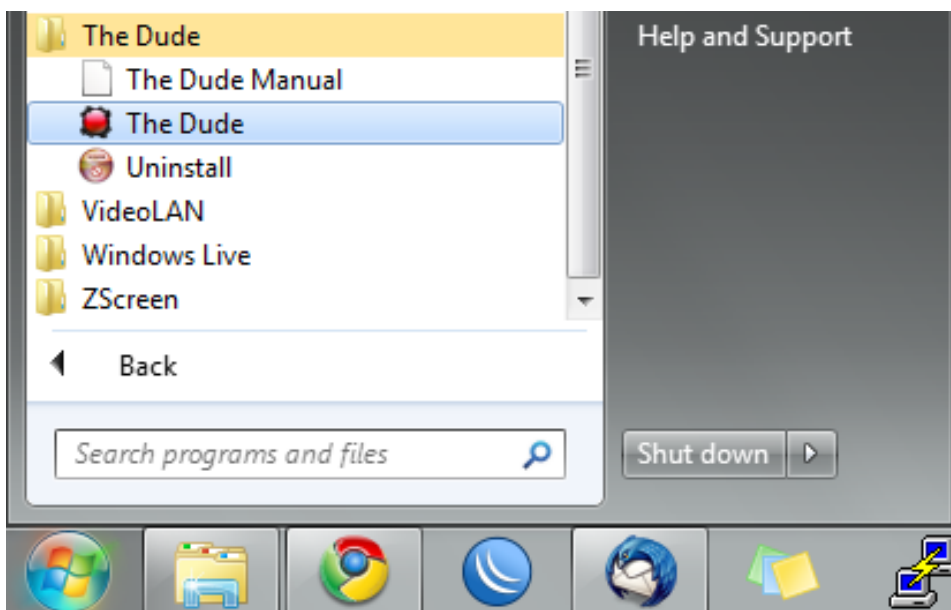 The Dude
The Dude Manual
The Dude
Uninstall
VideoLAN
Windows Live
ZScreen
Back
Search programs and files
Help and Support
Shut down